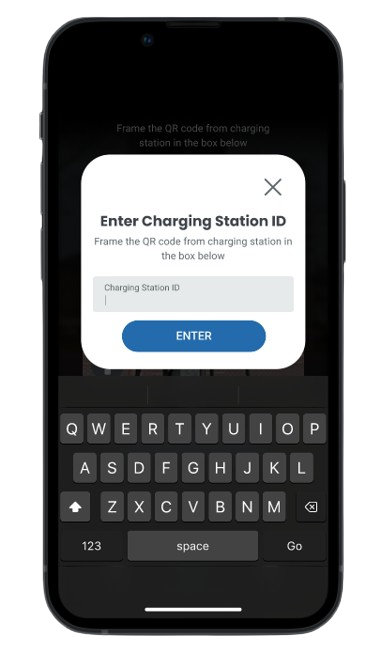 Frame the QR code from charging
station in the box below
Enter Charging Station ID
Frame the QR code from charging station in
the box below
Charging Station ID
ENTER
Q W E R T Y U I O P
A S D F G H J K L
Z X C V B N M
123 space Go